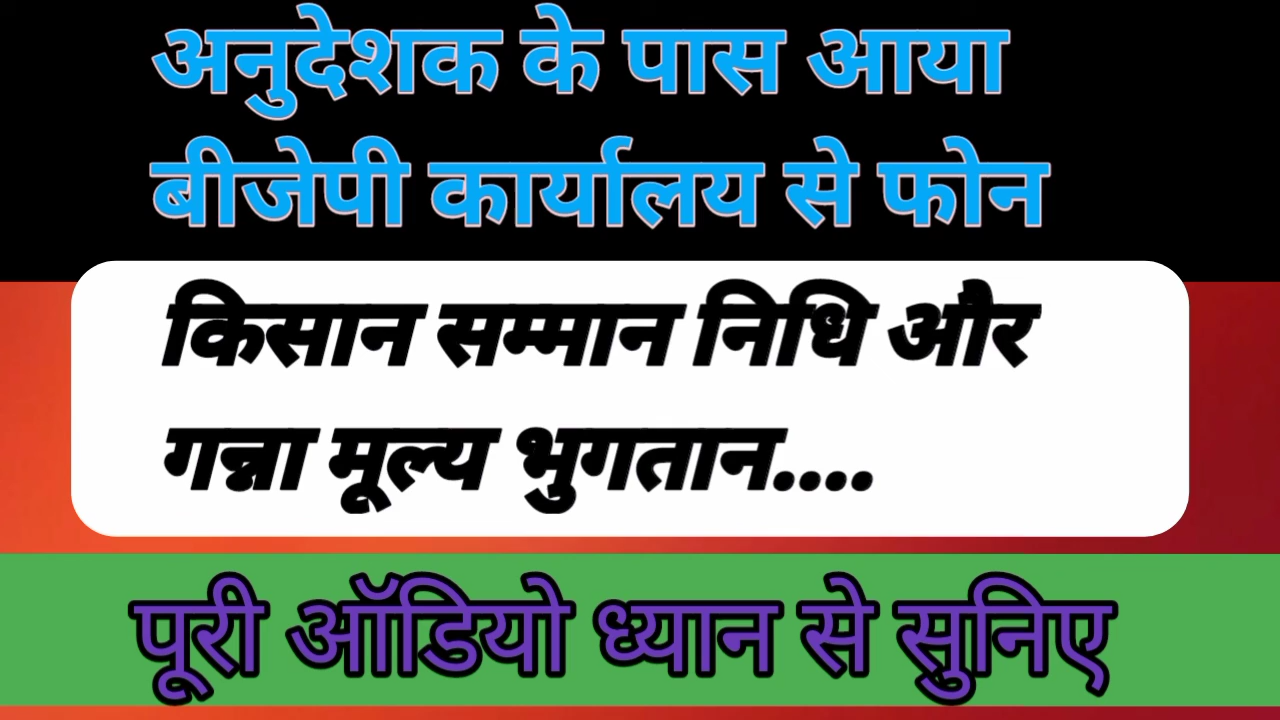 अनुदेशक के पास आया
बीजेपी कार्यालय से फोन
किसान सम्मान निधि और
गन्ना मूल्य भुगतान....
पूरी ऑडियो ध्यान से सुनिए